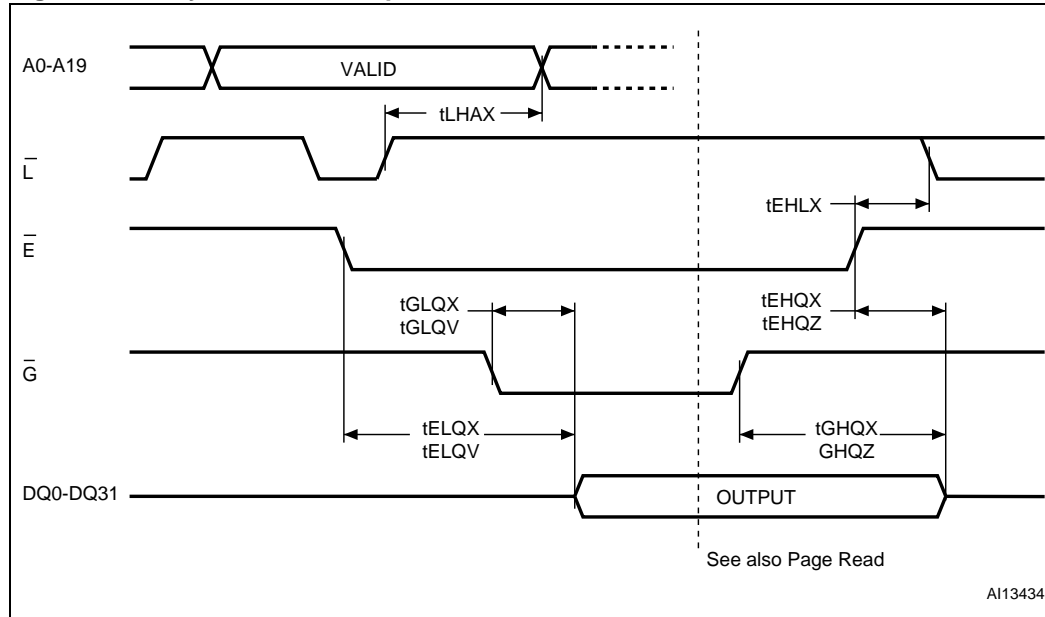 A0-A19
VALID
tLHAX
L
tEHLX
E
tGLQX
tGLQV
tEHQX
tEHQZ
G
tELQX
tELQV
tGHQX
GHQZ
DQ0-DQ31
OUTPUT
See also Page Read
AI13434